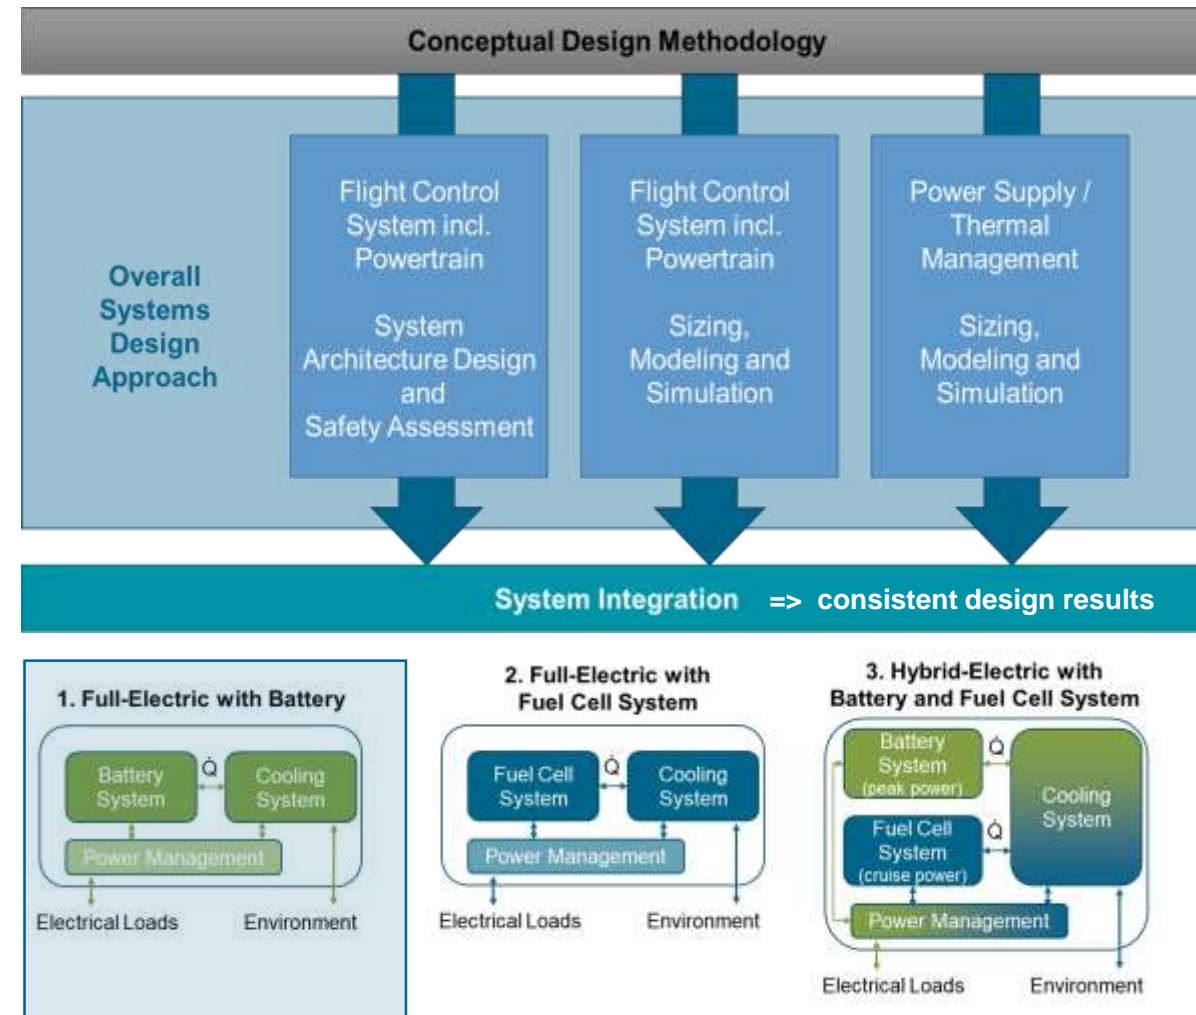 Conceptual Design Methodology
Overall
Systems
Design
Approach
Flight Control
System incl.
Powertrain
System
Architecture Design
and
Safety Assessment
Flight Control
System incl.
Powertrain
Sizing,
Modeling and
Simulation
Power Supply /
Thermal
Management
Sizing,
Modeling and
Simulation
System Integration => consistent design results
1. Full-Electric with Battery
Battery
System
Q̇
Cooling
System
Power Management
Electrical Loads
Environment
2. Full-Electric with
Fuel Cell System
Fuel Cell
System
Q̇
Cooling
System
Power Management
Electrical Loads
Environment
3. Hybrid-Electric with
Battery and Fuel Cell System
Battery
System
(peak power)
Q̇
Cooling
System
Fuel Cell
System
(cruise power)
Q̇
Power Management
Electrical Loads
Environment